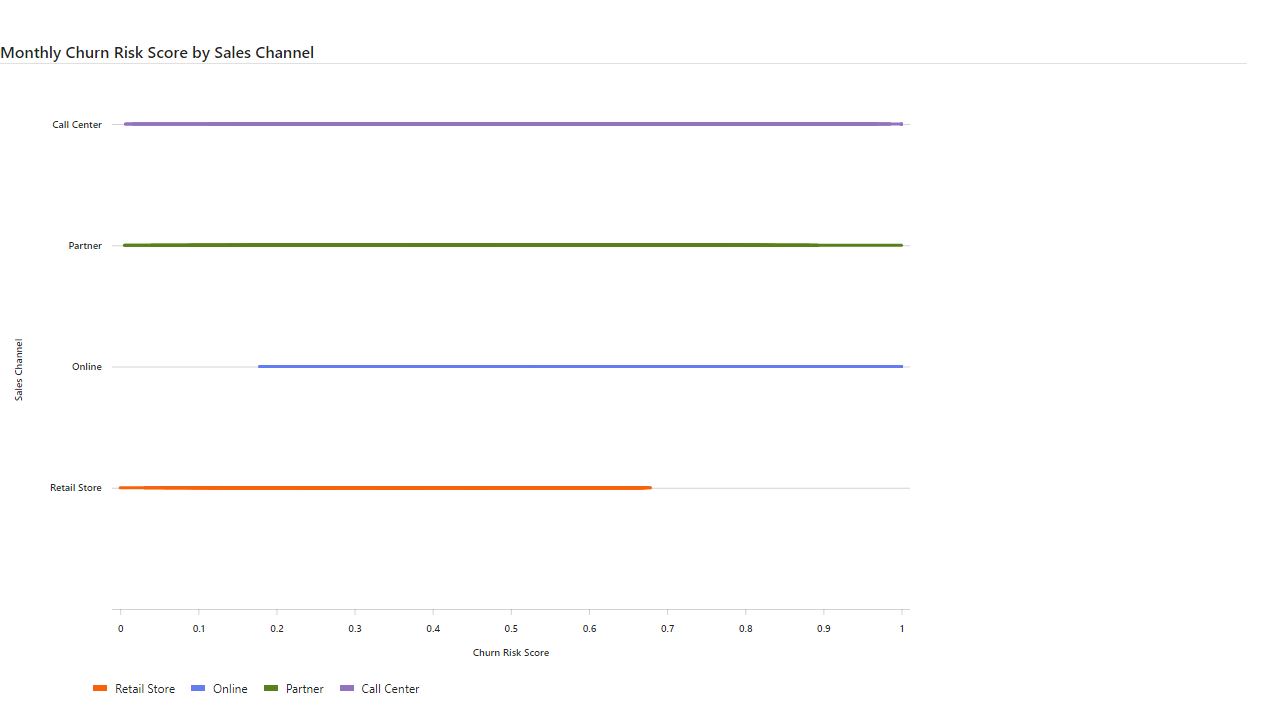 Monthly Churn Risk Score by Sales Channel
Call Center
Partner
Online
Retail Store
Sales Channel
0 0.1 0.2 0.3 0.4 0.5 0.6 0.7 0.8 0.9 1
Churn Risk Score
Retail Store Online Partner Call Center